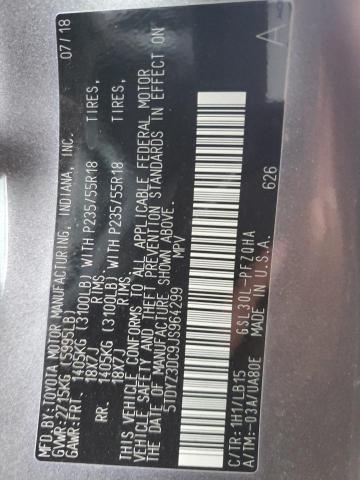 MFD BY: TOYOTA MOTOR MANUFACTURING, INDIANA, INC. 07/18
GVWR: 2715KG (5995LB)
GAWR: FRT. 1405KG (3100LB) WITH P235/55R18 TIRES,
18X7J RIMS.
RR. 1405KG (3100LB) WITH P235/55R18 TIRES,
18X7J RIMS.
THIS VEHICLE CONFORMS TO ALL APPLICABLE FEDERAL MOTOR
VEHICLE SAFETY AND THEFT PREVENTION STANDARDS IN EFFECT ON
THE DATE OF MANUFACTURE SHOWN ABOVE.
5TDYZ3DC9JS964299 MPV
626
C/TR: 1H1/LB15 GSL30L-PFZQHA
A/TM: -03A/UA80E MADE IN U.S.A.
A